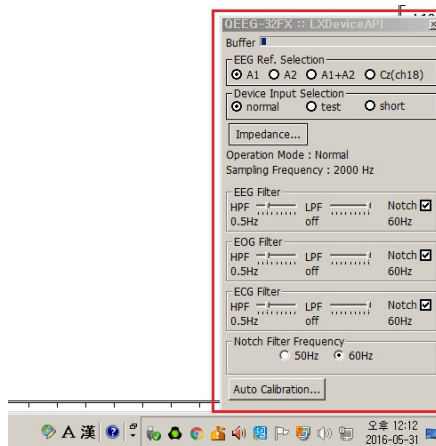 QEEG-32FX :: LXDeviceAPI
Buffer
EEG Ref. Selection
A1 A2 A1+A2 Cz(ch18)
Device Input Selection
normal test short
Impedance...
Operation Mode : Normal
Sampling Frequency : 2000 Hz
EEG Filter
HPF LPF Notch
0.5Hz off 60Hz
EOG Filter
HPF LPF Notch
0.5Hz off 60Hz
ECG Filter
HPF LPF Notch
0.5Hz off 60Hz
Notch Filter Frequency
50Hz 60Hz
Auto Calibration...
A 漢
오후 12:12
2016-05-31